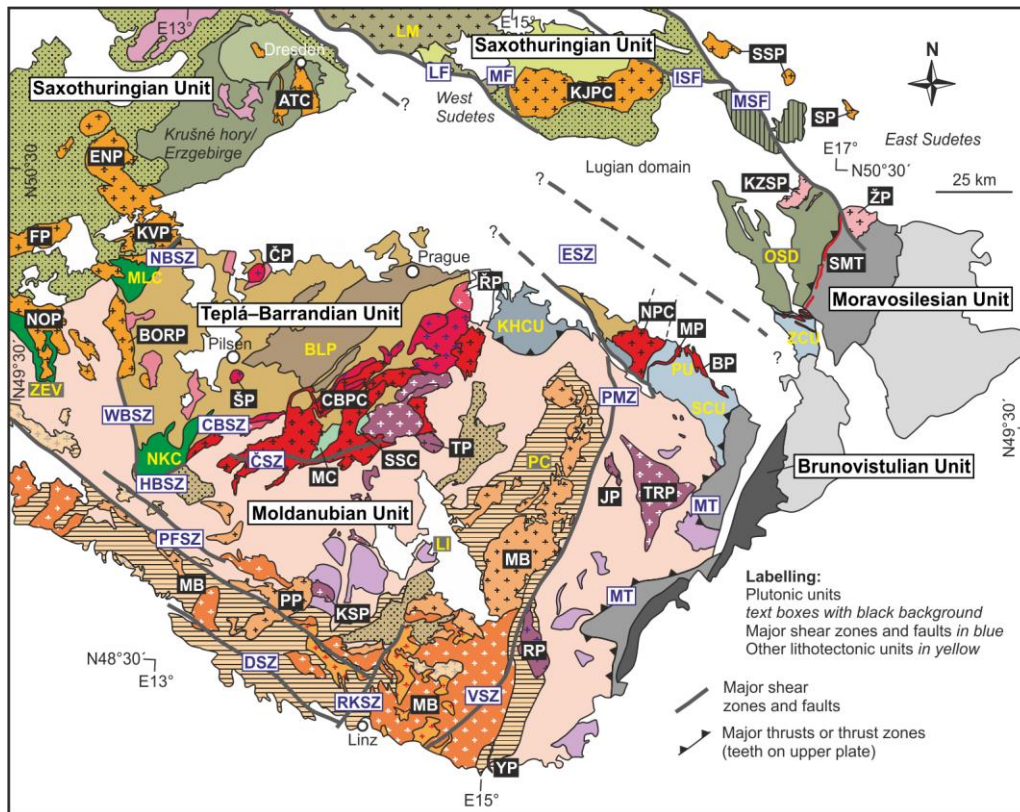 E13°
E15°
LM
Saxothuringian Unit
SSP
N
Dresden
LF
MF
ISF
Saxothuringian Unit
ATC
West
Sudetes
KJPC
MSF
SP
?
Krušné hory/
Erzgebirge
East Sudetes
ENP
N50°30´
Lugian domain
E17°
N50°30´
KZSP
25 km
ŽP
FP
KVP
?
NBSZ
ČP
Prague
?
ESZ
OSD
SMT
MLC
ŘP
Moravosilesian Unit
NOP
Teplá–Barrandian Unit
KHCU
NPC
MP
BORP
Pilsen
BLP
ZCU
N49°30´
PU
BP
?
ZEV
ŠP
CBPC
PMZ
SCU
WBSZ
CBSZ
N49°30´
NKC
ČSZ
SSC
TP
PC
Brunovistulian Unit
HBSZ
MC
JP
TRP
MT
Moldanubian Unit
PFSZ
LI
MB
MB
Labelling:
Plutonic units
text boxes with black background
Major shear zones and faults in blue
Other lithotectonic units in yellow
PP
KSP
MT
N48°30´
E13°
DSZ
RP
RKSZ
MB
VSZ
Major shear
zones and faults
Linz
Major thrusts or thrust zones
(teeth on upper plate)
YP
E15°